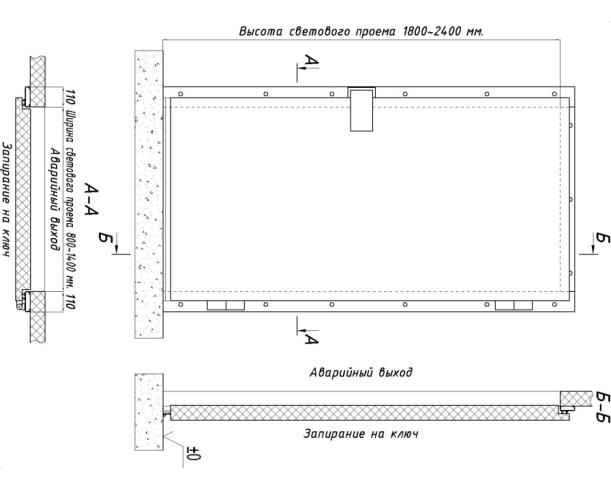 Высота светового проема 1800~2400 мм.
А
А
Б
Б
110 Ширина светового проема 800~1400 мм. 110
Аварийный выход
Запирание на ключ
А-А
Аварийный выход
Запирание на ключ
Б-Б
±0